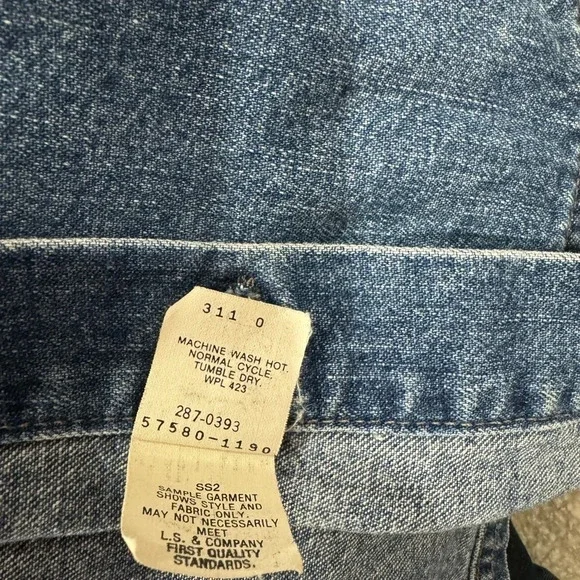 311 0
MACHINE WASH HOT.
NORMAL CYCLE.
TUMBLE DRY.
WPL 423
287-0393
57580-1190
SS2
SAMPLE GARMENT
SHOWS STYLE AND
FABRIC ONLY.
MAY NOT NECESSARILY
MEET
L.S. & COMPANY
FIRST QUALITY
STANDARDS.